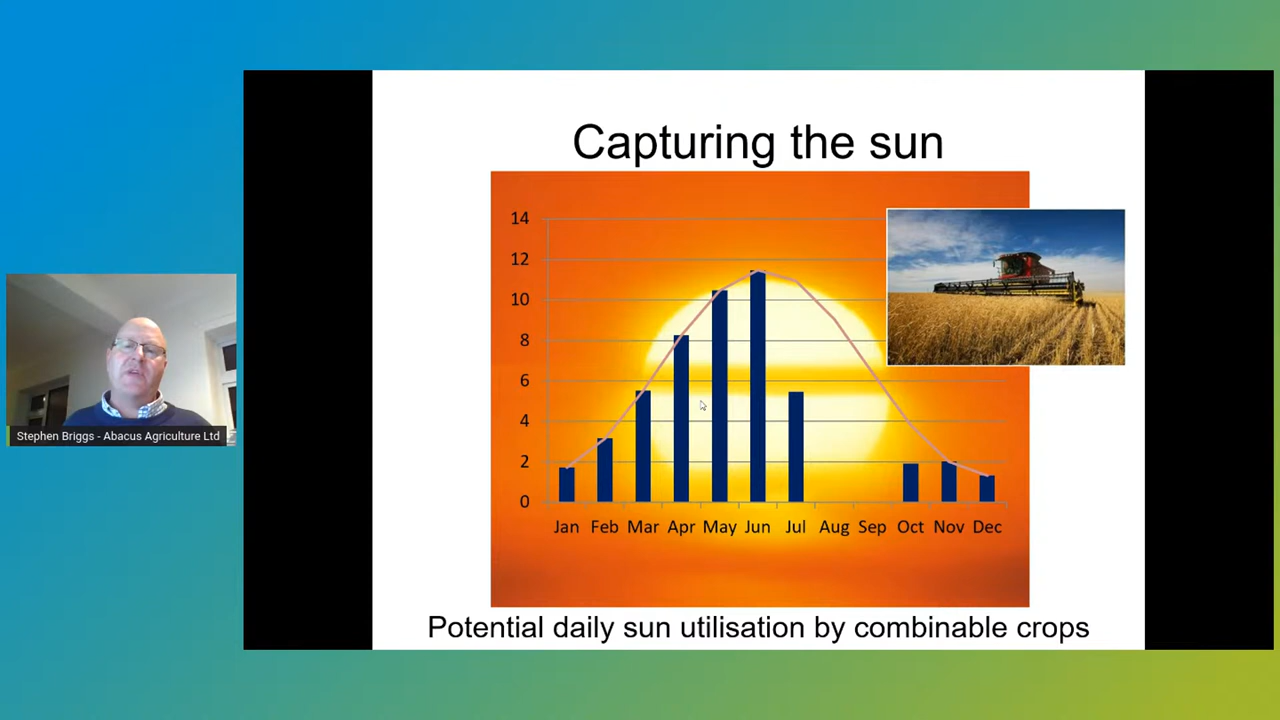 Capturing the sun
14
12
10
8
6
4
2
0
Jan Feb Mar Apr May Jun Jul Aug Sep Oct Nov Dec
Potential daily sun utilisation by combinable crops
Stephen Briggs - Abacus Agriculture Ltd